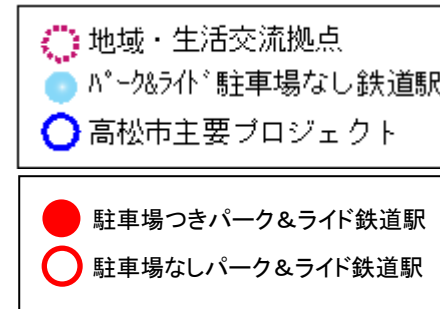 地域・生活交流拠点
ﾊﾟｰｸ&ﾗｲﾄﾞ駐車場なし鉄道駅
高松市主要プロジェクト
駐車場つきパーク&ライド鉄道駅
駐車場なしパーク&ライド鉄道駅